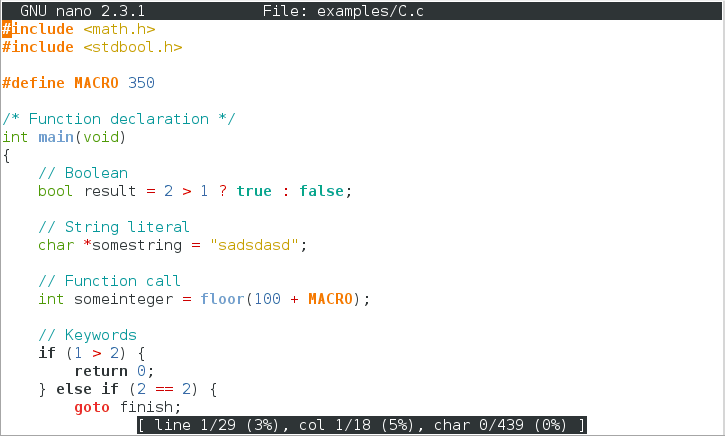 GNU nano 2.3.1 File: examples/C.c
#include <math.h>
#include <stdbool.h>
#define MACRO 350
/* Function declaration */
int main(void)
{
// Boolean
bool result = 2 > 1 ? true : false;
// String literal
char *somestring = "sadsdasd";
// Function call
int someinteger = floor(100 + MACRO);
// Keywords
if (1 > 2) {
return 0;
} else if (2 == 2) {
goto finish;
[ line 1/29 (3%), col 1/18 (5%), char 0/439 (0%) ]